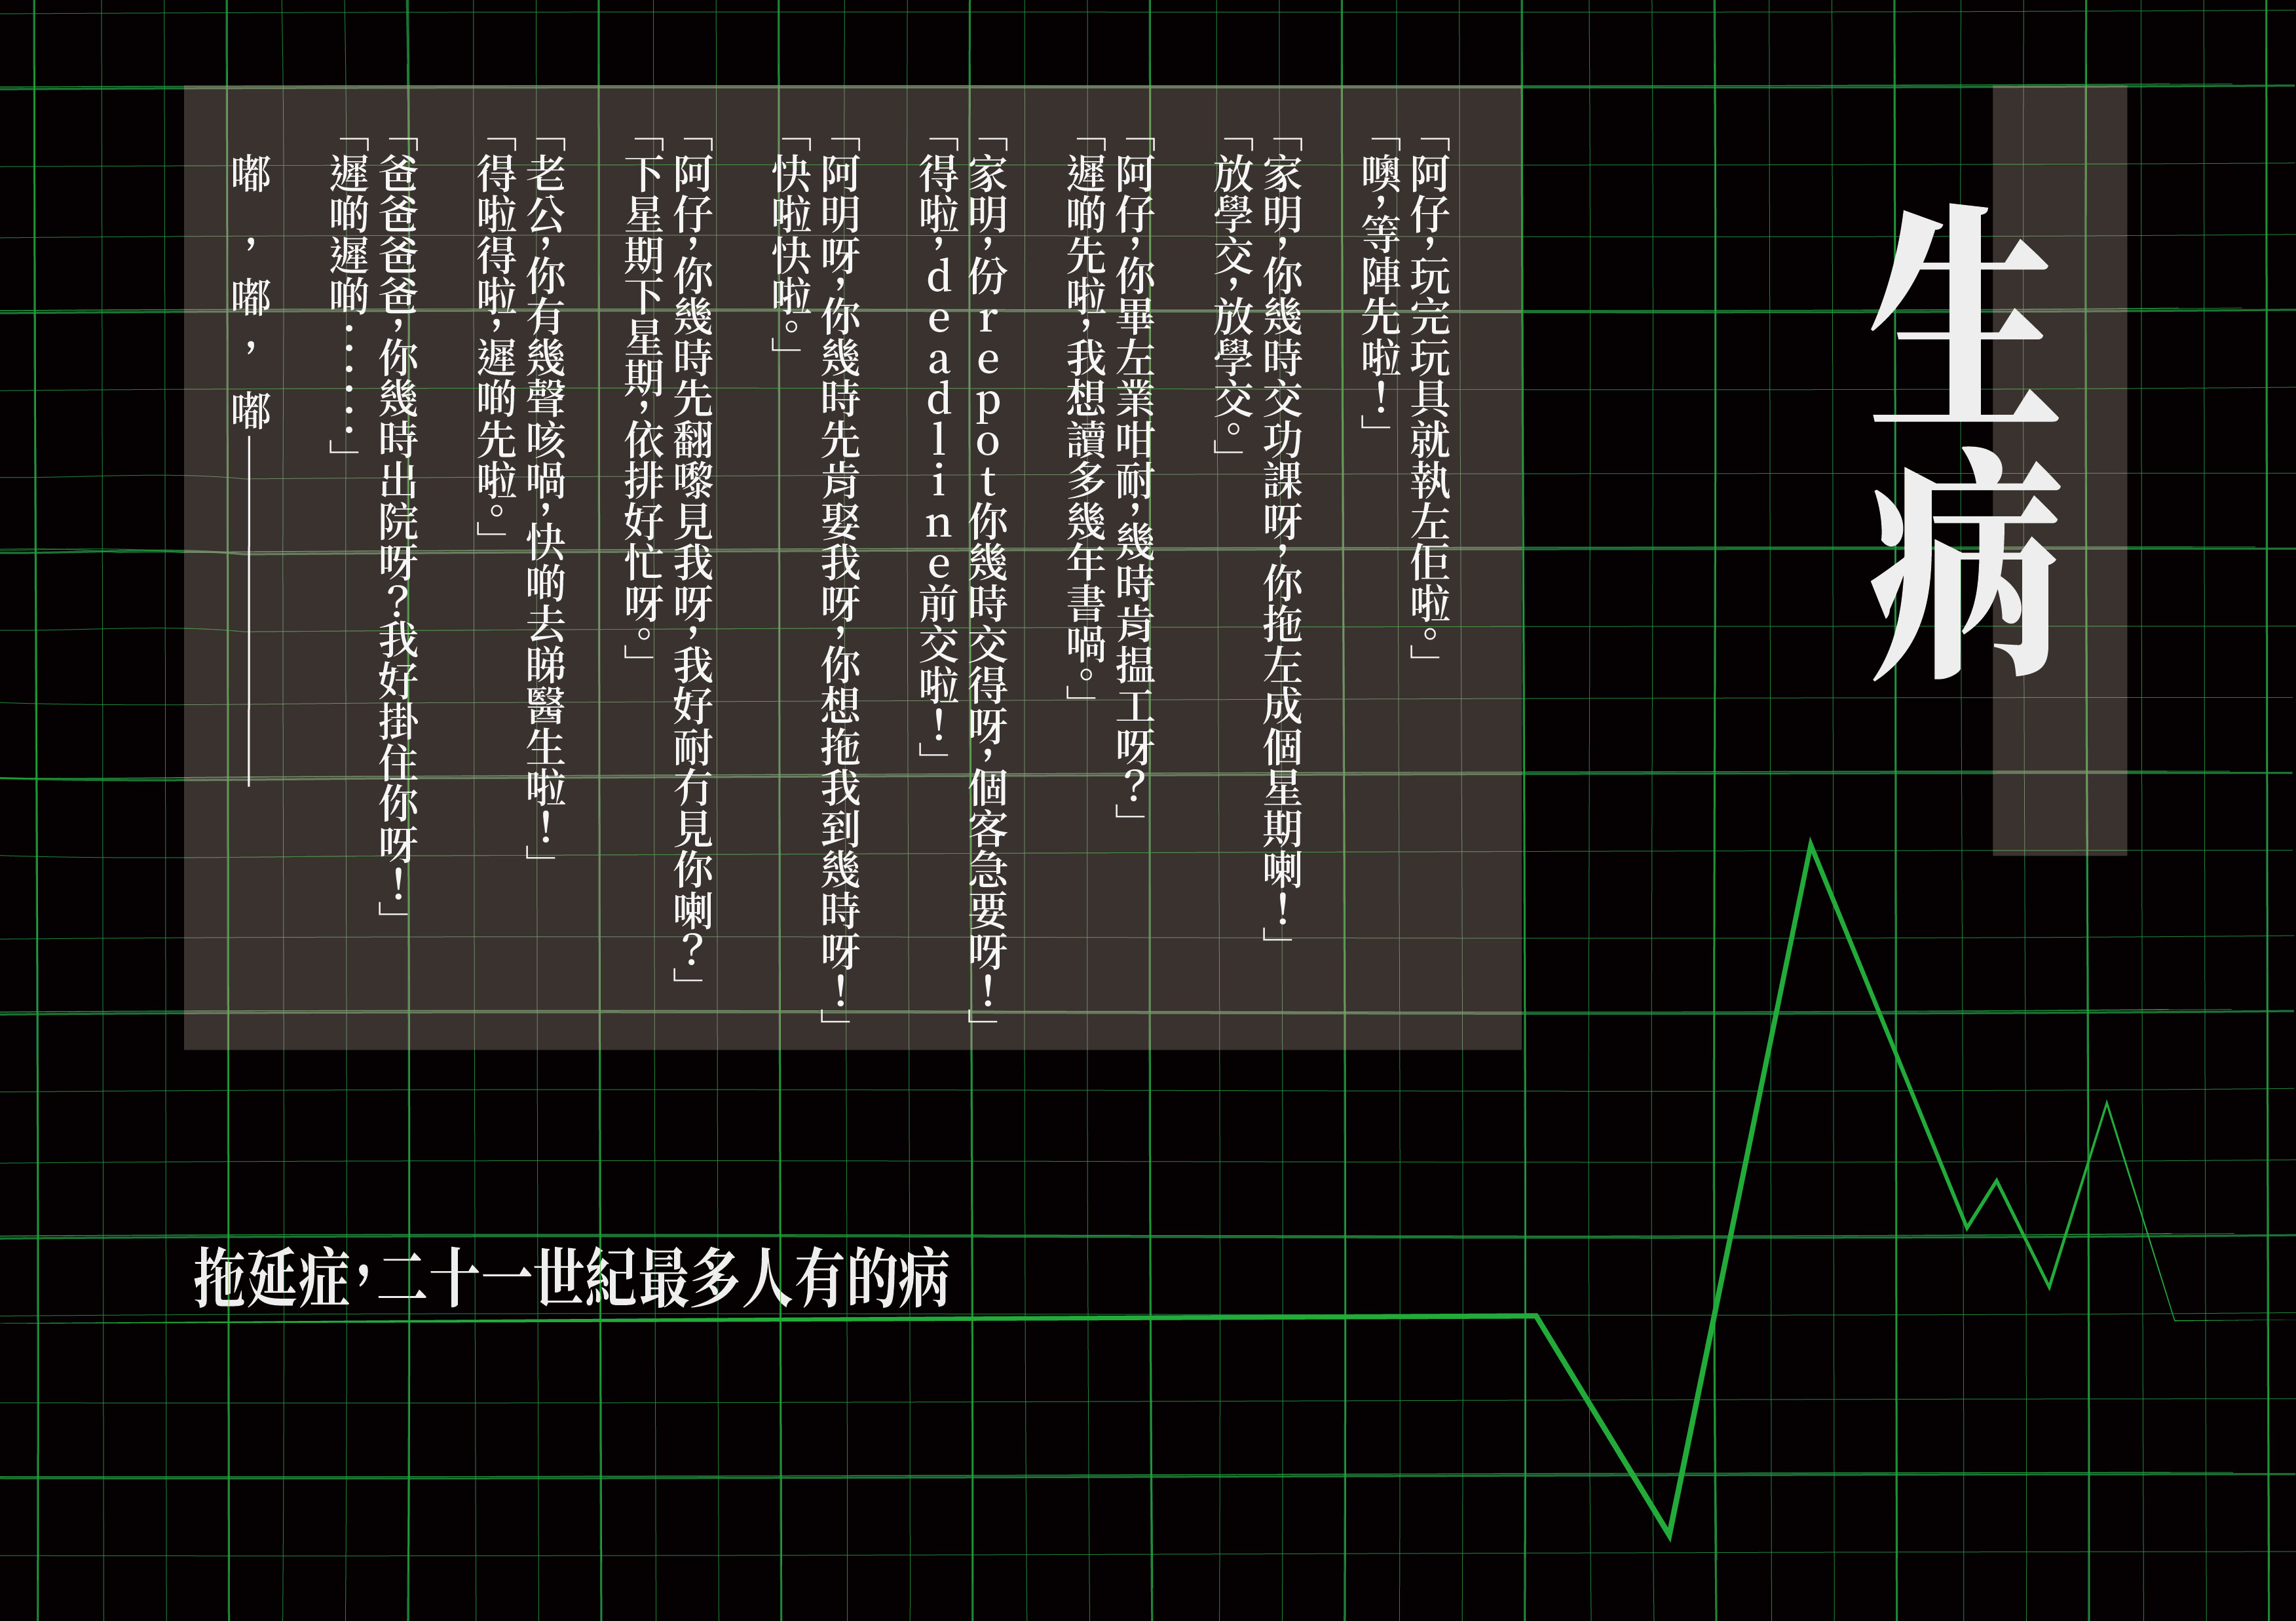 生病
「阿仔，玩完玩具就執左佢啦。」
「噢，等陣先啦！」
「家明，你幾時交功課呀，你拖左成個星期喇！」
「放學交，放學交。」
「阿仔，你畢左業咁耐，幾時肯揾工呀？」
「遲啲先啦，我想讀多幾年書喎。」
「家明，份repot你幾時交得呀，個客急要呀！」
「得啦，deadline前交啦！」
「阿明呀，你幾時先肯娶我呀，你想拖我到幾時呀！」
「快啦快啦。」
「阿仔，你幾時先翻嚟見我呀，我好耐冇見你喇？」
「下星期下星期，依排好忙呀。」
「老公，你有幾聲咳喎，快啲去睇醫生啦！」
「得啦得啦，遲啲先啦。」
「爸爸爸爸，你幾時出院呀？我好掛住你呀！」
「遲啲遲啲⋯⋯⋯」
嘟，嘟，嘟————————
拖延症，二十一世紀最多人有的病